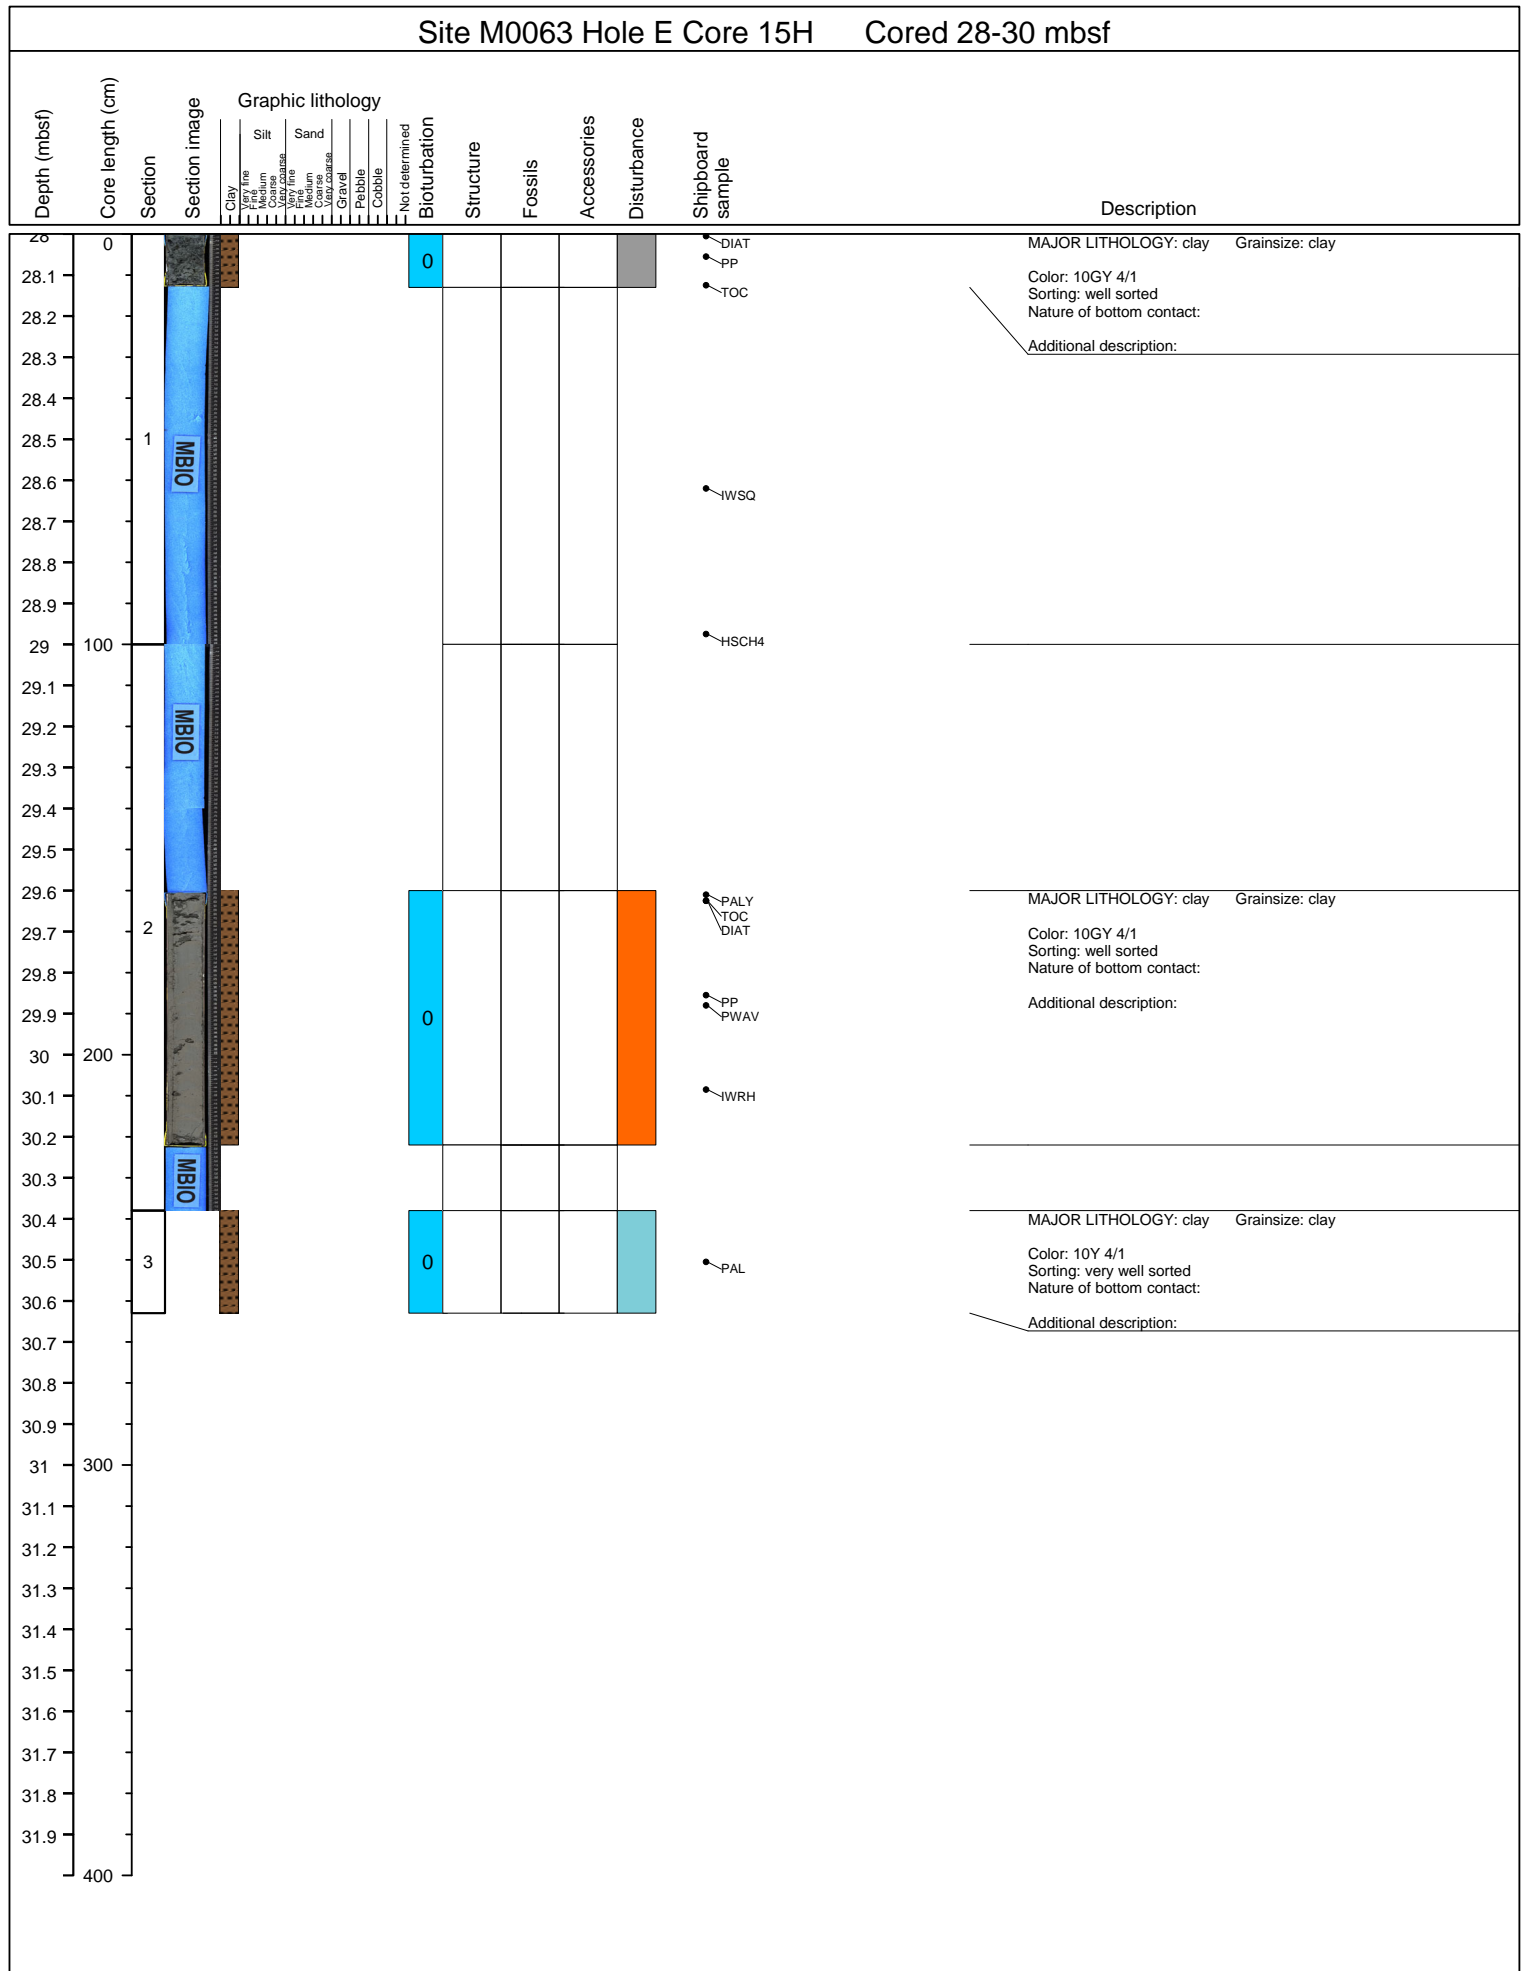 Site M0063 Hole E Core 15H Cored 28-30 mbsf
Depth (mbsf)
Core length (cm)
Section
Section image
Graphic lithology
Clay
Silt
Very fine
Fine
Medium
Coarse
Very coarse
Sand
Very fine
Fine
Medium
Coarse
Very coarse
Gravel
Pebble
Cobble
Not determined
Bioturbation
Structure
Fossils
Accessories
Disturbance
Shipboard
sample
Description
28
28.1
28.2
28.3
28.4
28.5
28.6
28.7
28.8
28.9
29
29.1
29.2
29.3
29.4
29.5
29.6
29.7
29.8
29.9
30
30.1
30.2
30.3
30.4
30.5
30.6
30.7
30.8
30.9
31
31.1
31.2
31.3
31.4
31.5
31.6
31.7
31.8
31.9
0
100
200
300
400
1
2
3
MBIO
MBIO
MBIO
0
0
0
DIAT
PP
TOC
IWSQ
HSCH4
PALY
TOC
DIAT
PP
PWAV
IWRH
PAL
MAJOR LITHOLOGY: clay Grainsize: clay
Color: 10GY 4/1
Sorting: well sorted
Nature of bottom contact:
Additional description:
MAJOR LITHOLOGY: clay Grainsize: clay
Color: 10GY 4/1
Sorting: well sorted
Nature of bottom contact:
Additional description:
MAJOR LITHOLOGY: clay Grainsize: clay
Color: 10Y 4/1
Sorting: very well sorted
Nature of bottom contact:
Additional description: